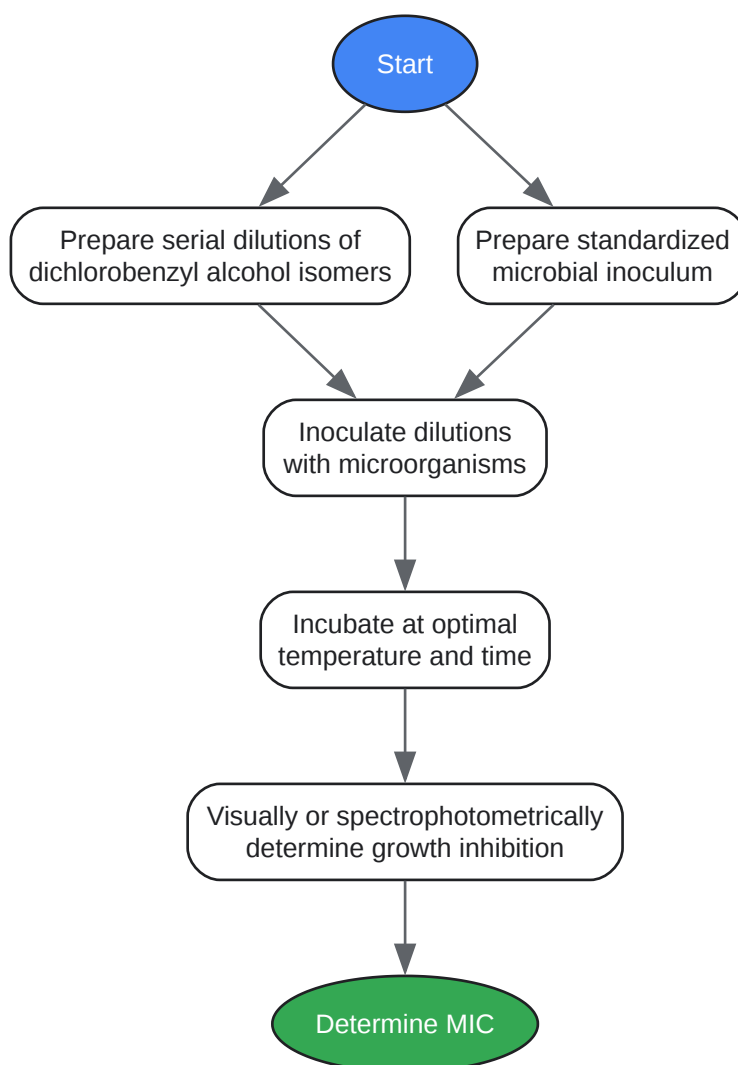 Start
Prepare serial dilutions of
dichlorobenzyl alcohol isomers
Prepare standardized
microbial inoculum
Inoculate dilutions
with microorganisms
Incubate at optimal
temperature and time
Visually or spectrophotometrically
determine growth inhibition
Determine MIC